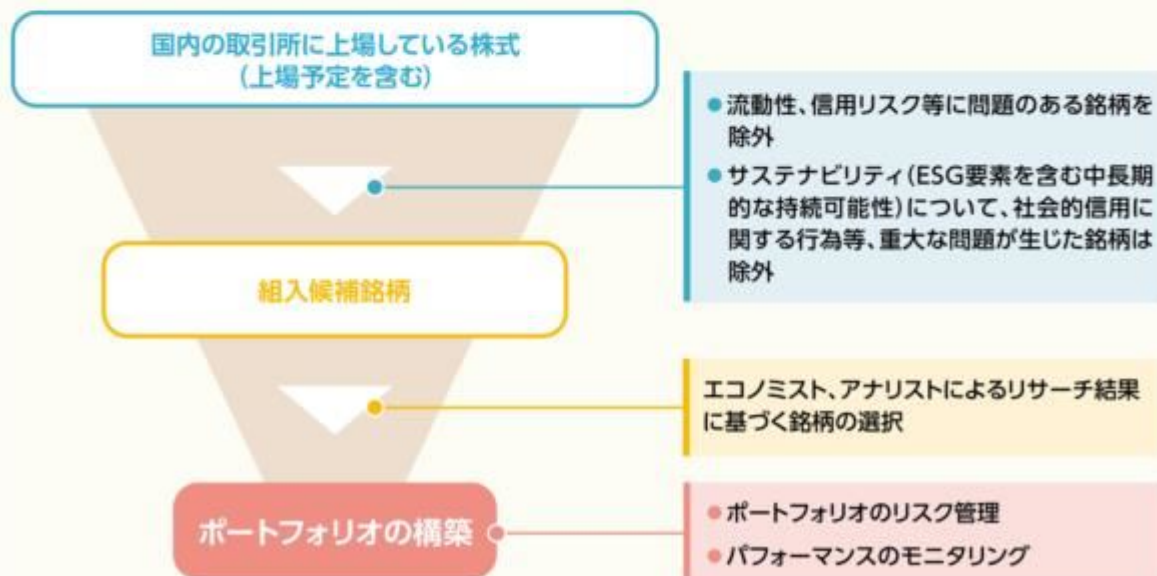 国内の取引所に上場している株式
(上場予定を含む)
●流動性、信用リスク等に問題のある銘柄を
除外
●サステナビリティ(ESG要素を含む中長期
的な持続可能性)について、社会的信用に
関する行為等、重大な問題が生じた銘柄は
除外
組入候補銘柄
エコノミスト、アナリストによるリサーチ結果
に基づく銘柄の選択
ポートフォリオの構築
●ポートフォリオのリスク管理
●パフォーマンスのモニタリング